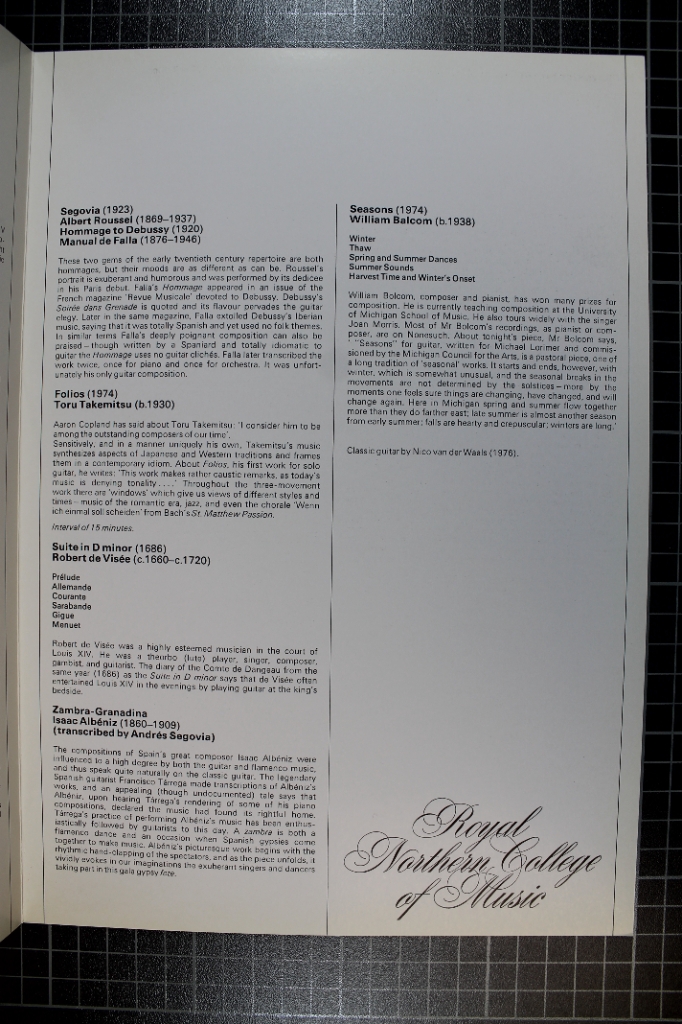 Segovia (1923)
Albert Roussel (1869–1937)
Hommage to Debussy (1920)
Manual de Falla (1876–1946)
These two gems of the early twentieth century repertoire are both
hommages, but their moods are as different as can be. Roussel's
portrait is exuberant and humorous and was performed by its dedicee
in his Paris debut. Falla's Hommage appeared in an issue of the
French magazine 'Revue Musicale' devoted to Debussy. Debussy's
Soirée dans Grenade is quoted and its flavour pervades the guitar
elegy. Later in the same magazine, Falla extolled Debussy's Iberian
music, saying that it was totally Spanish and yet used no folk themes.
In similar terms Falla's deeply poignant composition can also be
praised – though written by a Spaniard and totally idiomatic to
guitar the Hommage uses no guitar clichés. Falla later transcribed the
work twice, once for piano and once for orchestra. It was unfort-
unately his only guitar composition.
Folios (1974)
Toru Takemitsu (b.1930)
Aaron Copland has said about Toru Takemitsu: 'I consider him to be
among the outstanding composers of our time'.
Sensitively, and in a manner uniquely his own, Takemitsu's music
synthesizes aspects of Japanese and Western traditions and frames
them in a contemporary idiom. About Folios, his first work for solo
guitar, he writes: 'This work makes rather caustic remarks, as today's
music is denying tonality . . . .' Throughout the three-movement
work there are 'windows' which give us views of different styles and
times – music of the romantic era, jazz, and even the chorale 'Wenn
ich einmal soll scheiden' from Bach's St. Matthew Passion.
Interval of 15 minutes.
Suite in D minor (1686)
Robert de Visée (c.1660–c.1720)
Prélude
Allemande
Courante
Sarabande
Gigue
Menuet
Robert de Visée was a highly esteemed musician in the court of
Louis XIV. He was a theorbo (lute) player, singer, composer,
gambist, and guitarist. The diary of the Comte de Dangeau from the
same year (1686) as the Suite in D minor says that de Visée often
entertained Louis XIV in the evenings by playing guitar at the king's
bedside.
Zambra-Granadina
Isaac Albéniz (1860–1909)
(transcribed by Andrés Segovia)
The compositions of Spain's great composer Isaac Albéniz were
influenced to a high degree by both the guitar and flamenco music,
and thus speak quite naturally on the classic guitar. The legendary
Spanish guitarist Francisco Tárrega made transcriptions of Albéniz's
works, and an appealing (though undocumented) tale says that
Albéniz, upon hearing Tárrega's rendering of some of his piano
compositions, declared the music had found its rightful home.
Tárrega's practice of performing Albéniz's music has been enthus-
iastically followed by guitarists to this day. A zambra is both a
flamenco dance and an occasion when Spanish gypsies come
together to make music. Albéniz's picturesque work begins with the
rhythmic hand-clapping of the spectators, and as the piece unfolds, it
vividly evokes in our imaginations the exuberant singers and dancers
taking part in this gala gypsy fete.
Seasons (1974)
William Balcom (b.1938)
Winter
Thaw
Spring and Summer Dances
Summer Sounds
Harvest Time and Winter's Onset
William Bolcom, composer and pianist, has won many prizes for
composition. He is currently teaching composition at the University
of Michigan School of Music. He also tours widely with the singer
Joan Morris. Most of Mr Bolcom's recordings, as pianist or com-
poser, are on Nonesuch. About tonight's piece, Mr Bolcom says,
' "Seasons" for guitar, written for Michael Lorimer and commis-
sioned by the Michigan Council for the Arts, is a pastoral piece, one of
a long tradition of 'seasonal' works. It starts and ends, however, with
winter, which is somewhat unusual, and the seasonal breaks in the
movements are not determined by the solstices – more by the
moments one feels sure things are changing, have changed, and will
change again. Here in Michigan spring and summer flow together
more than they do farther east; late summer is almost another season
from early summer; falls are hearty and crepuscular; winters are long.'
Classic guitar by Nico van der Waals (1976).
Royal
Northern College
of Music